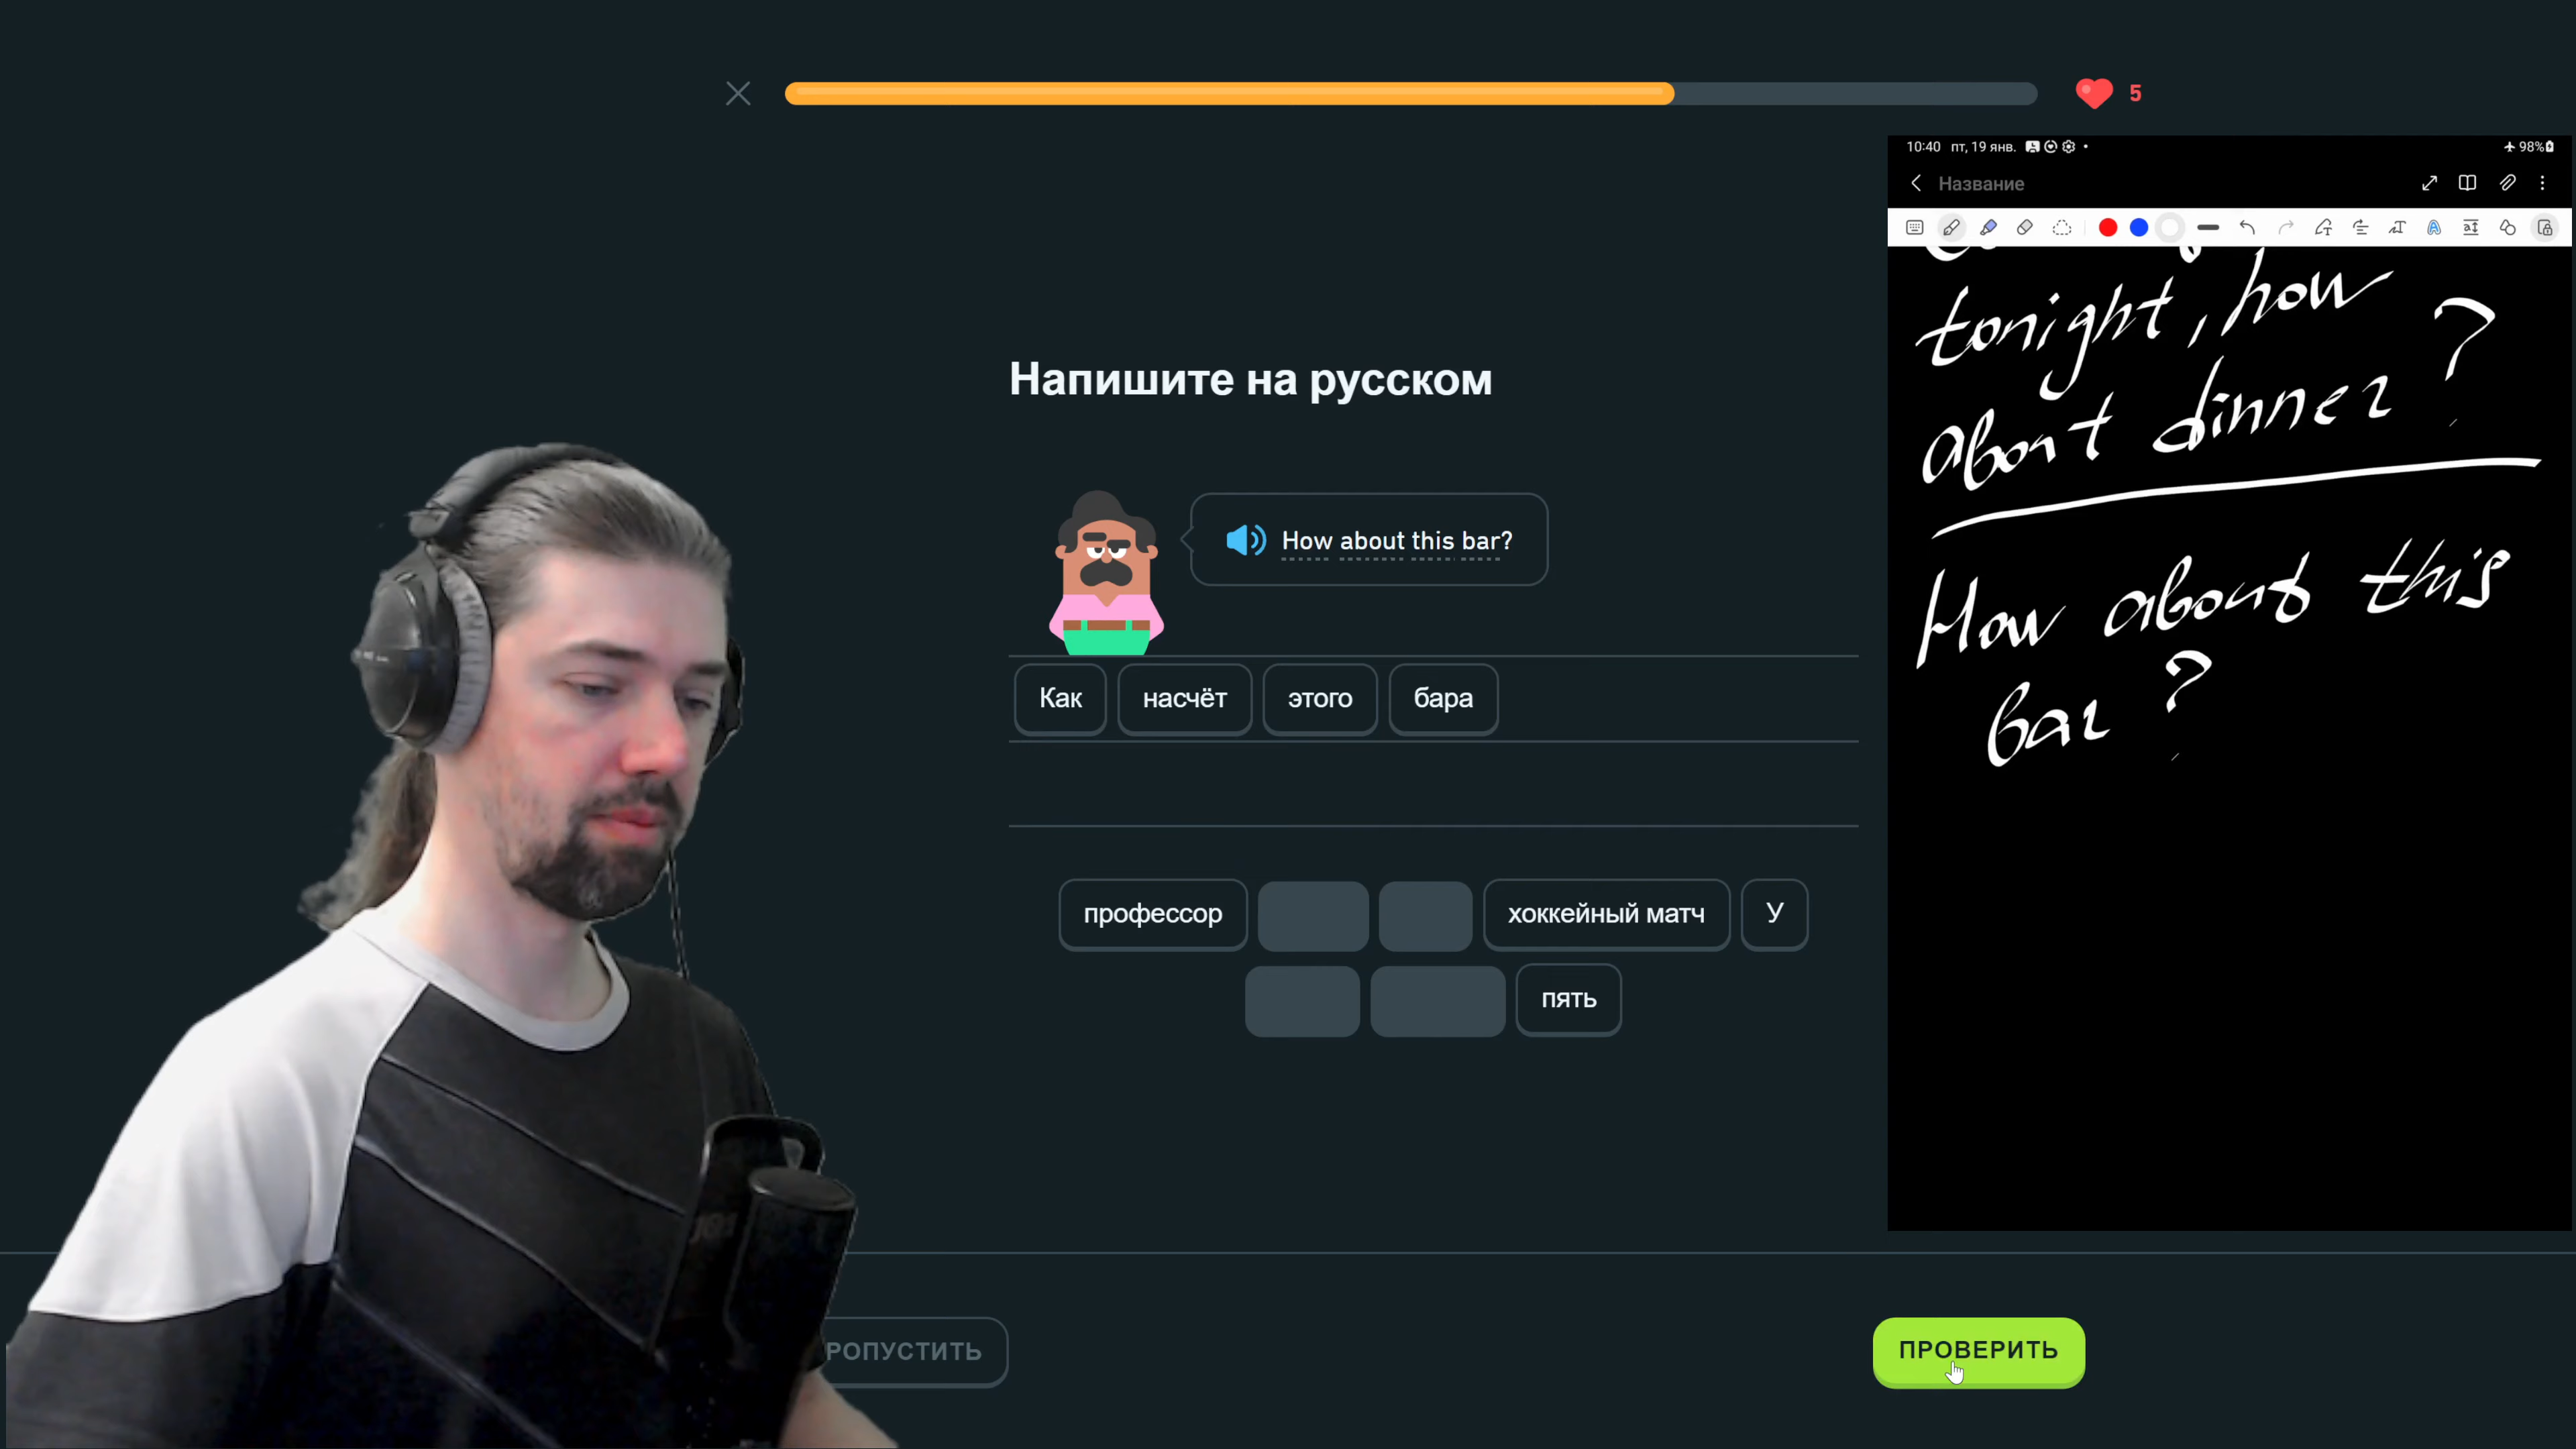 5
10:40 пт, 19 янв.
98%
Название
tonight, how
about dinner?
How about this
bar?
Напишите на русском
How about this bar?
Как насчёт этого бара
профессор хоккейный матч У
пять
РОПУСТИТЬ
ПРОВЕРИТЬ